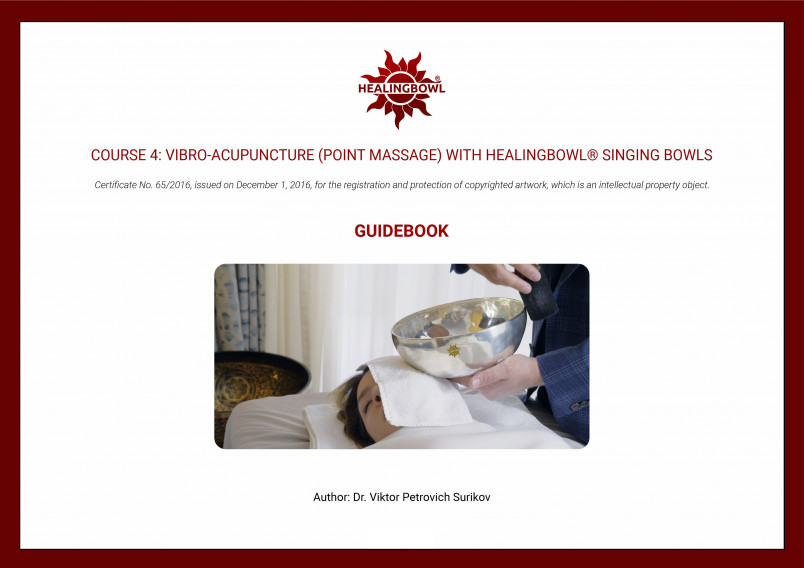 HEALINGBOWL®
COURSE 4: VIBRO-ACUPUNCTURE (POINT MASSAGE) WITH HEALINGBOWL® SINGING BOWLS
Certificate No. 65/2016, issued on December 1, 2016, for the registration and protection of copyrighted artwork, which is an intellectual property object.
GUIDEBOOK
Author: Dr. Viktor Petrovich Surikov